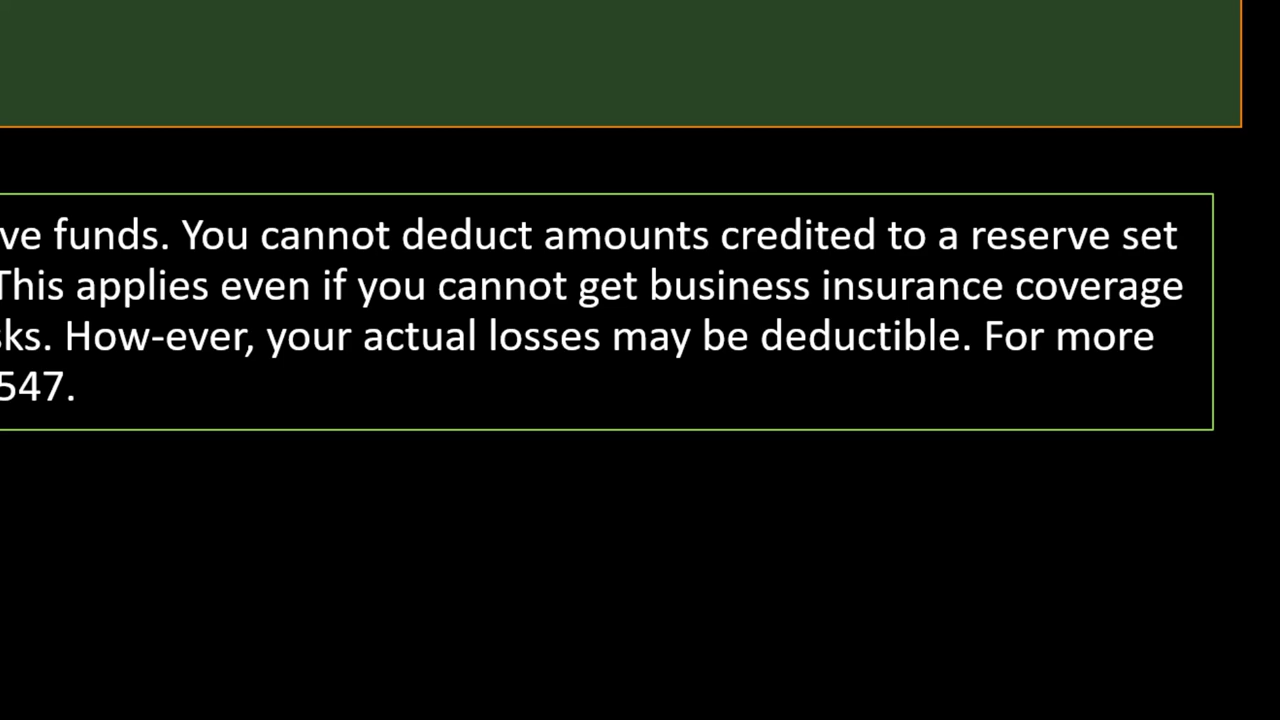 ve funds. You cannot deduct amounts credited to a reserve set
This applies even if you cannot get business insurance coverage
sks. How-ever, your actual losses may be deductible. For more
547.